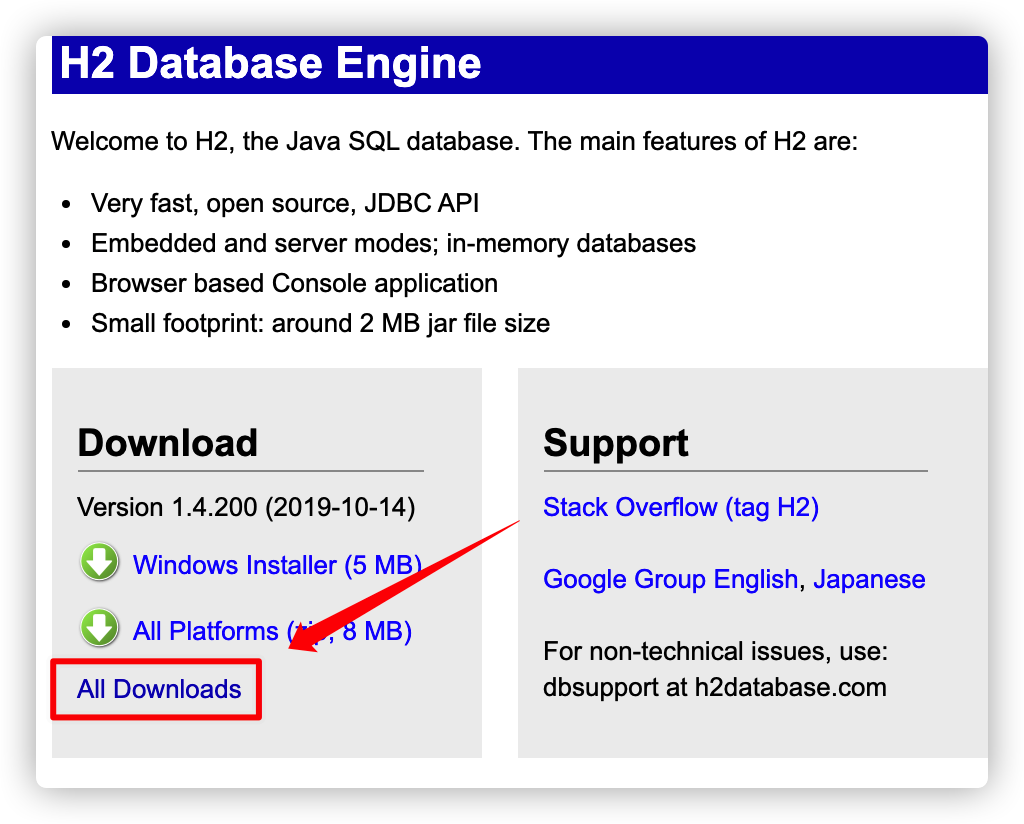 H2 Database Engine
Welcome to H2, the Java SQL database. The main features of H2 are:
Very fast, open source, JDBC API
Embedded and server modes; in-memory databases
Browser based Console application
Small footprint: around 2 MB jar file size
Download
Version 1.4.200 (2019-10-14)
Windows Installer (5 MB)
All Platforms (zip, 8 MB)
All Downloads
Support
Stack Overflow (tag H2)
Google Group English, Japanese
For non-technical issues, use:
dbsupport at h2database.com